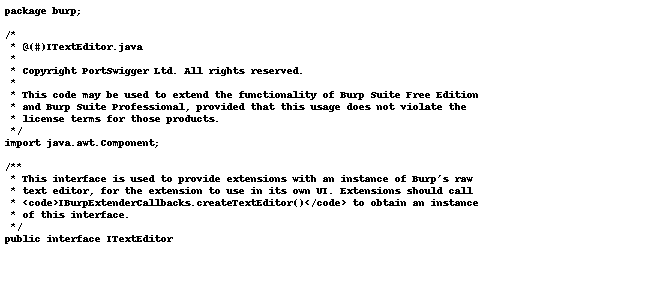 package burp;

/*
 * @(#)ITextEditor.java
 *
 * Copyright PortSwigger Ltd. All rights reserved.
 *
 * This code may be used to extend the functionality of Burp Suite Free Edition
 * and Burp Suite Professional, provided that this usage does not violate the
 * license terms for those products.
 */
import java.awt.Component;

/**
 * This interface is used to provide extensions with an instance of Burp's raw
 * text editor, for the extension to use in its own UI. Extensions should call
 * <code>IBurpExtenderCallbacks.createTextEditor()</code> to obtain an instance
 * of this interface.
 */
public interface ITextEditor